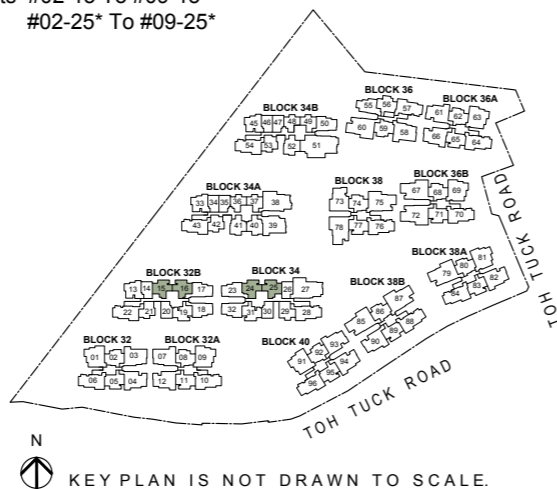 #02-25* To #09-25*
BLOCK 34B
45 46 47 48 49 50
54 53 52 51
BLOCK 36
55 56 57
60 59 58
BLOCK 36A
61 62 63
66 65 64
BLOCK 34A
33 34 35 36 37 38
43 42 41 40 39
BLOCK 38
73 74 75
78 77 76
BLOCK 36B
67 68 69
72 71 70
TOH TUCK ROAD
BLOCK 32B
13 14 15 16 17
22 21 20 19 18
BLOCK 34
23 24 25 26 27
32 31 30 29 28
BLOCK 38B
85 86 87
90 89 88
BLOCK 38A
79 80 81
84 83 82
BLOCK 32
01 02 03
06 05 04
BLOCK 32A
07 08 09
12 11 10
BLOCK 40
91 92 93
96 95 94
TOH TUCK ROAD
N
KEY PLAN IS NOT DRAWN TO SCALE.